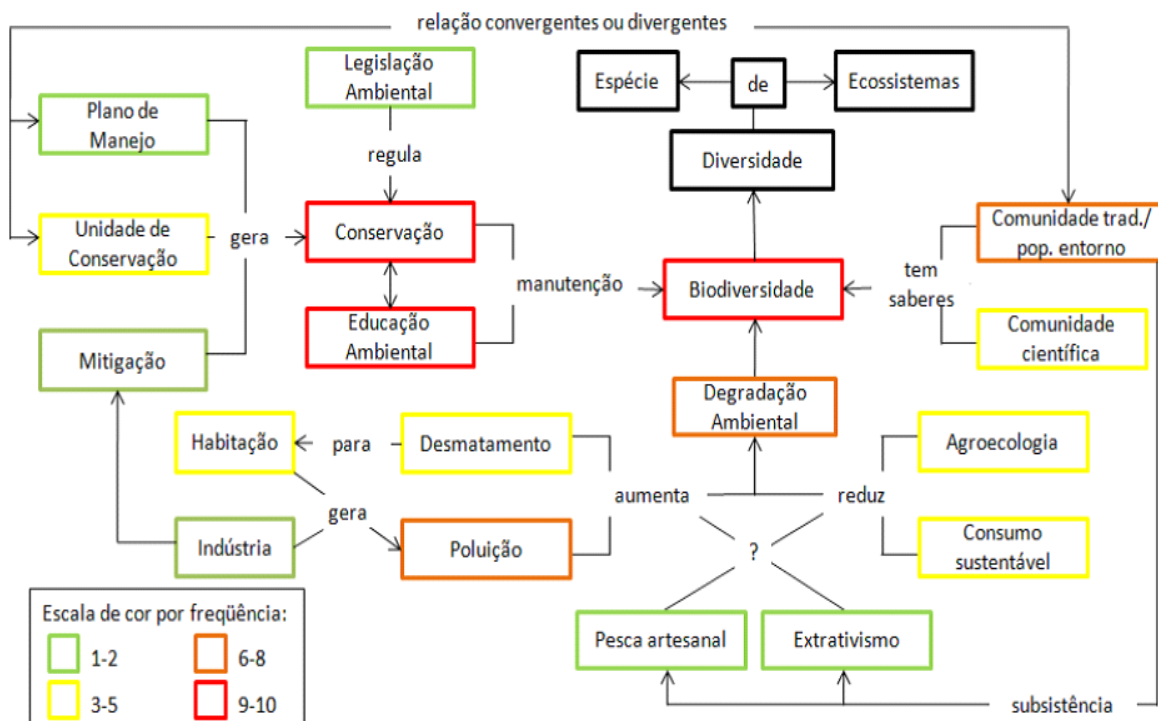 relação convergentes ou divergentes
Legislação
Ambiental
Espécie
de
Ecossistemas
Plano de
Manejo
regula
Diversidade
Unidade de
Conservação
gera
Conservação
manutenção
Biodiversidade
tem
saberes
Comunidade trad./
pop. entorno
Educação
Ambiental
Comunidade
científica
Mitigação
Degradação
Ambiental
Habitação
para
Desmatamento
Agroecologia
aumenta
reduz
gera
Indústria
Poluição
?
Consumo
sustentável
Escala de cor por freqüência:
1-2
6-8
3-5
9-10
Pesca artesanal
Extrativismo
subsistência